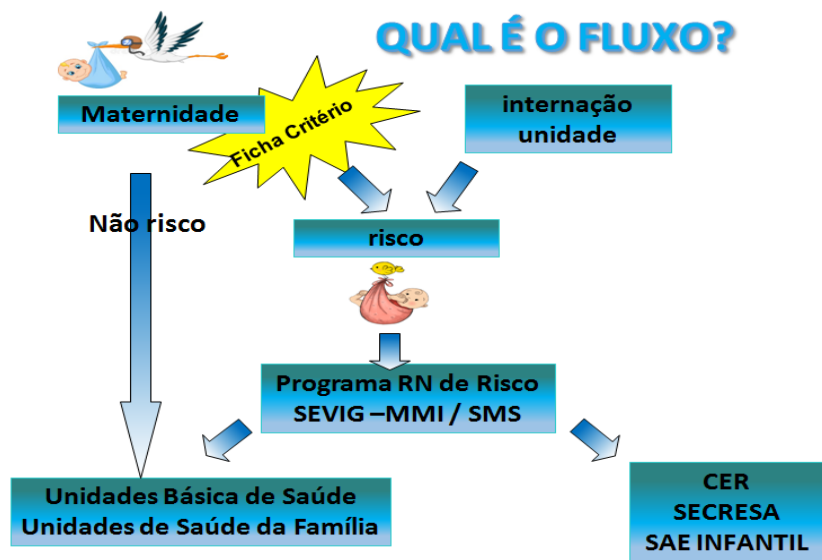 QUAL É O FLUXO?
Maternidade
Ficha Critério
internação
unidade
Não risco
risco
Programa RN de Risco
SEVIG –MMI / SMS
Unidades Básica de Saúde
Unidades de Saúde da Família
CER
SECRESA
SAE INFANTIL